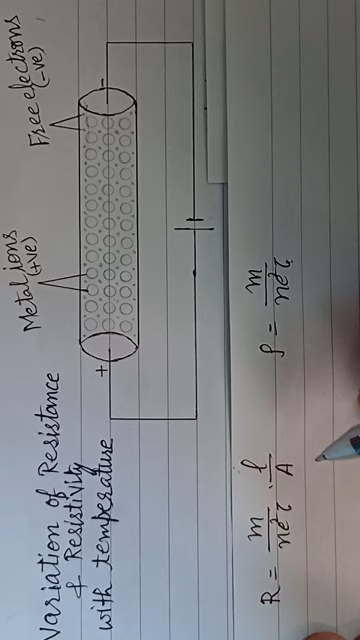 Variation of Resistance
& Resistivity
with temperature
Metal ions
(+ve)
Free electrons
(-ve)
+
-
R = m/ne²τ . l/A
ρ = m/ne²τ